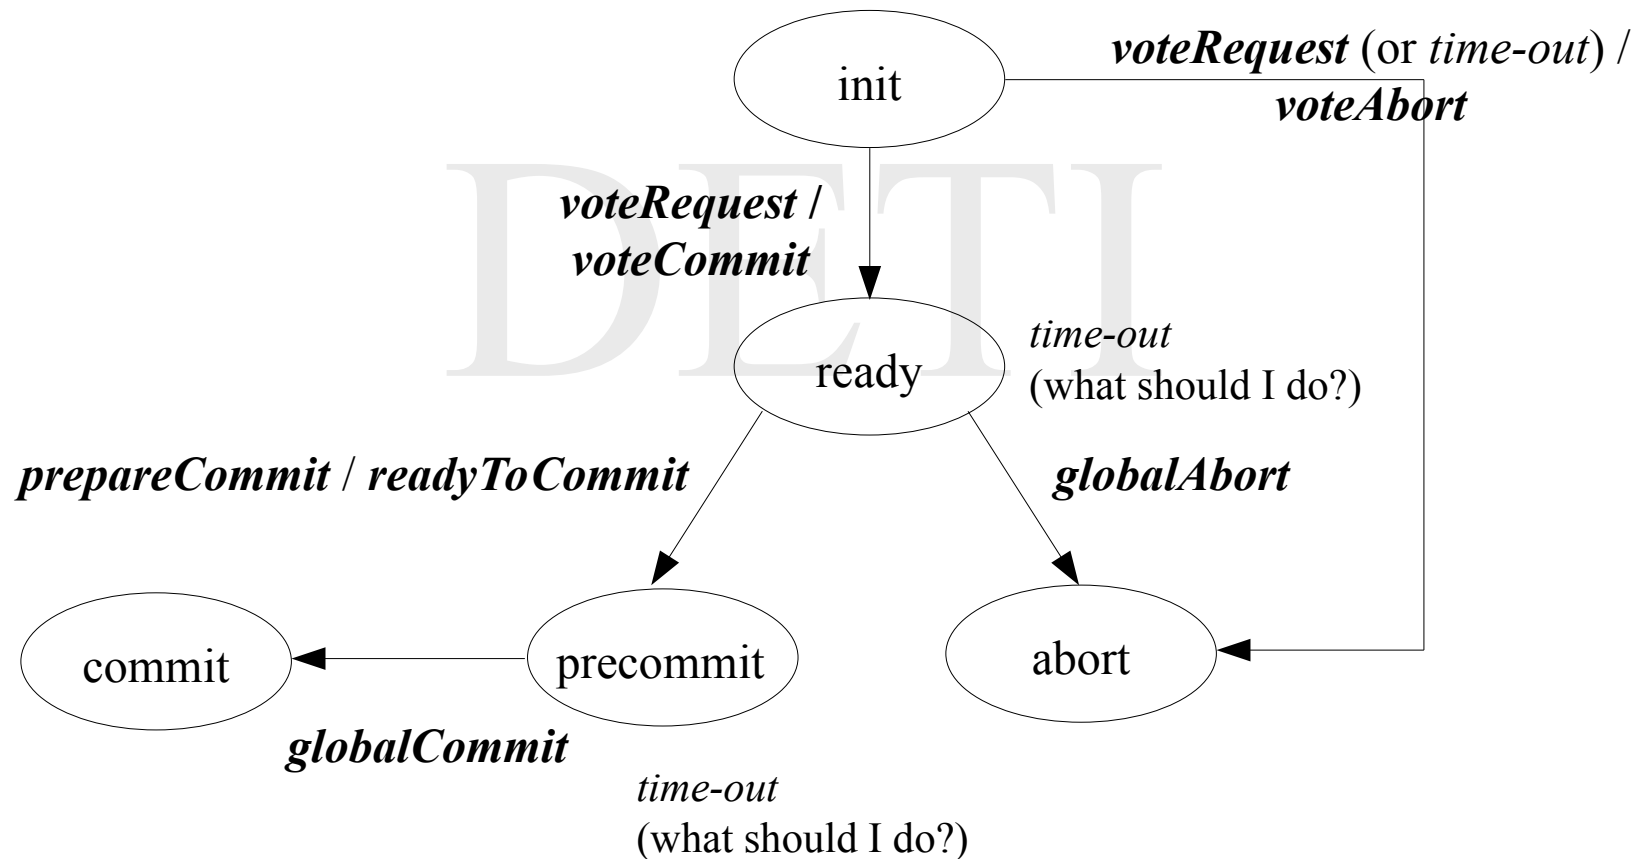 init
voteRequest (or time-out) /
voteAbort
DETI
voteRequest /
voteCommit
ready
time-out
(what should I do?)
prepareCommit / readyToCommit
globalAbort
commit
precommit
abort
globalCommit
time-out
(what should I do?)